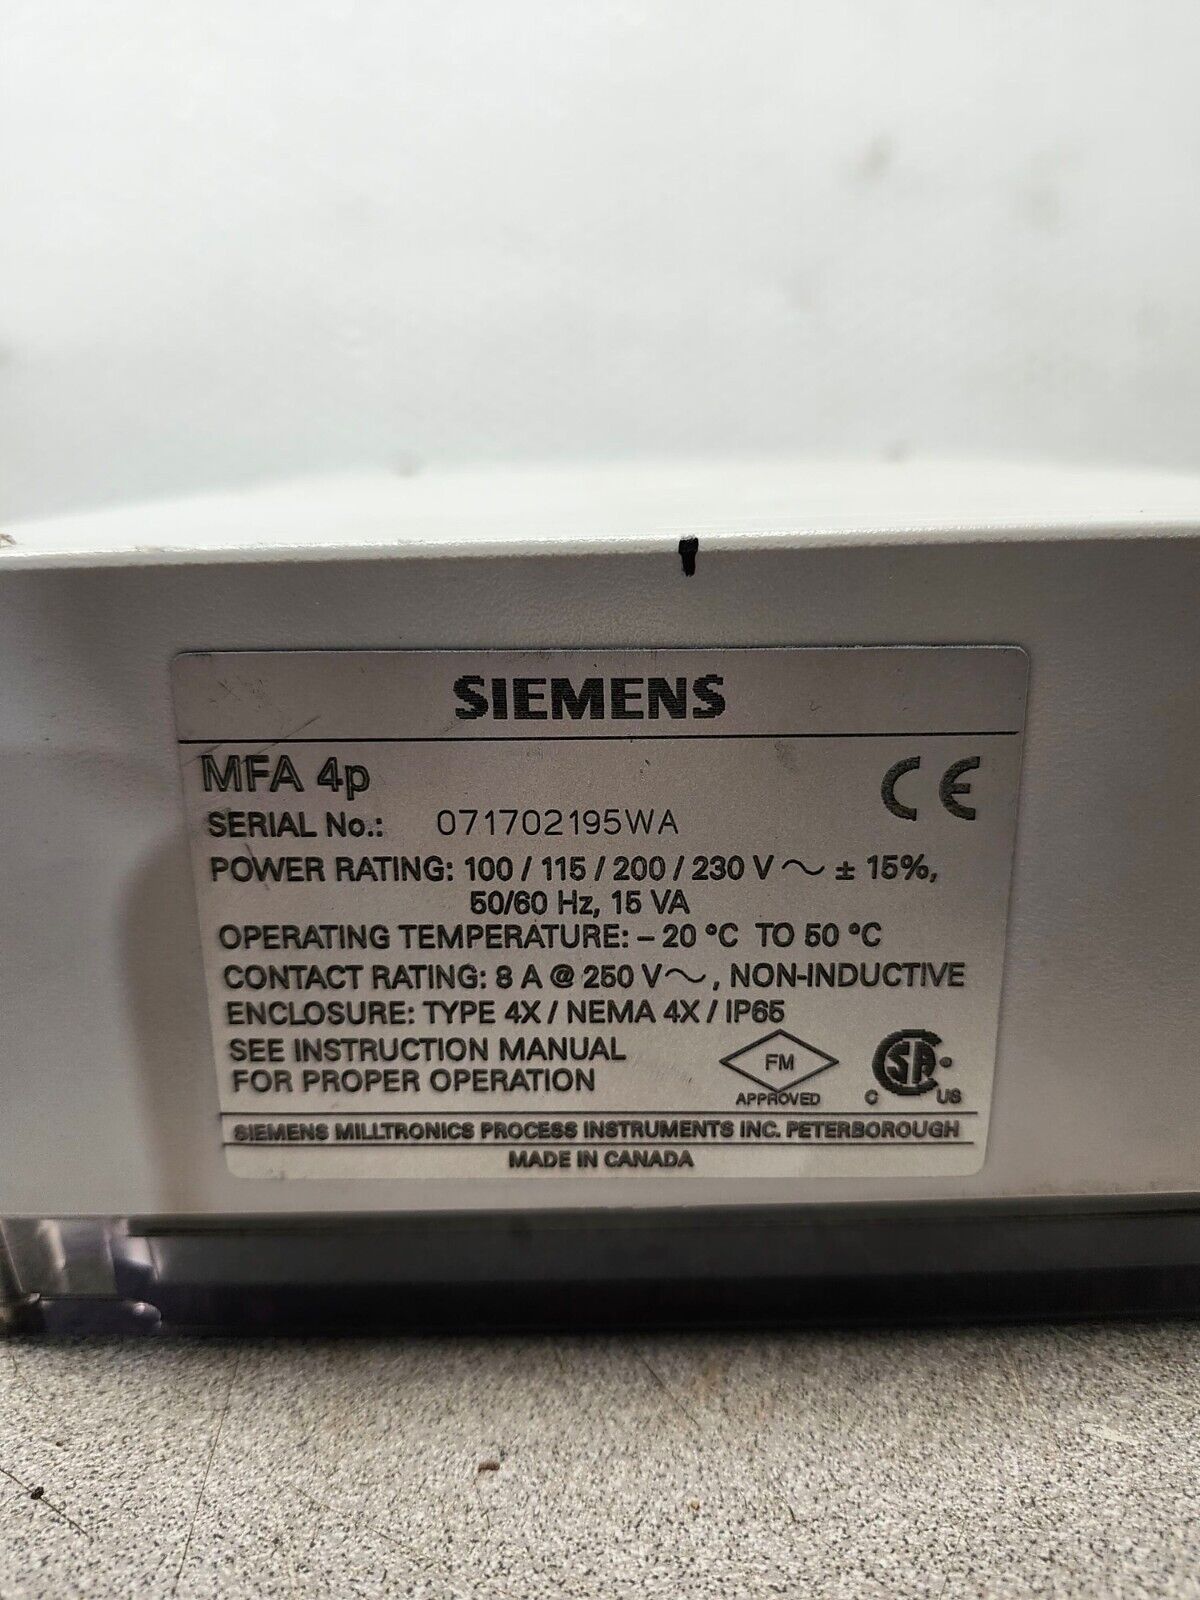 SIEMENS
MFA 4p
CE
SERIAL No.: 071702195WA
POWER RATING: 100 / 115 / 200 / 230 V ～ ± 15%,
50/60 Hz, 15 VA
OPERATING TEMPERATURE: – 20 °C TO 50 °C
CONTACT RATING: 8 A @ 250 V～, NON-INDUCTIVE
ENCLOSURE: TYPE 4X / NEMA 4X / IP65
SEE INSTRUCTION MANUAL
FOR PROPER OPERATION
FM
APPROVED
C SA US
SIEMENS MILLTRONICS PROCESS INSTRUMENTS INC. PETERBOROUGH
MADE IN CANADA